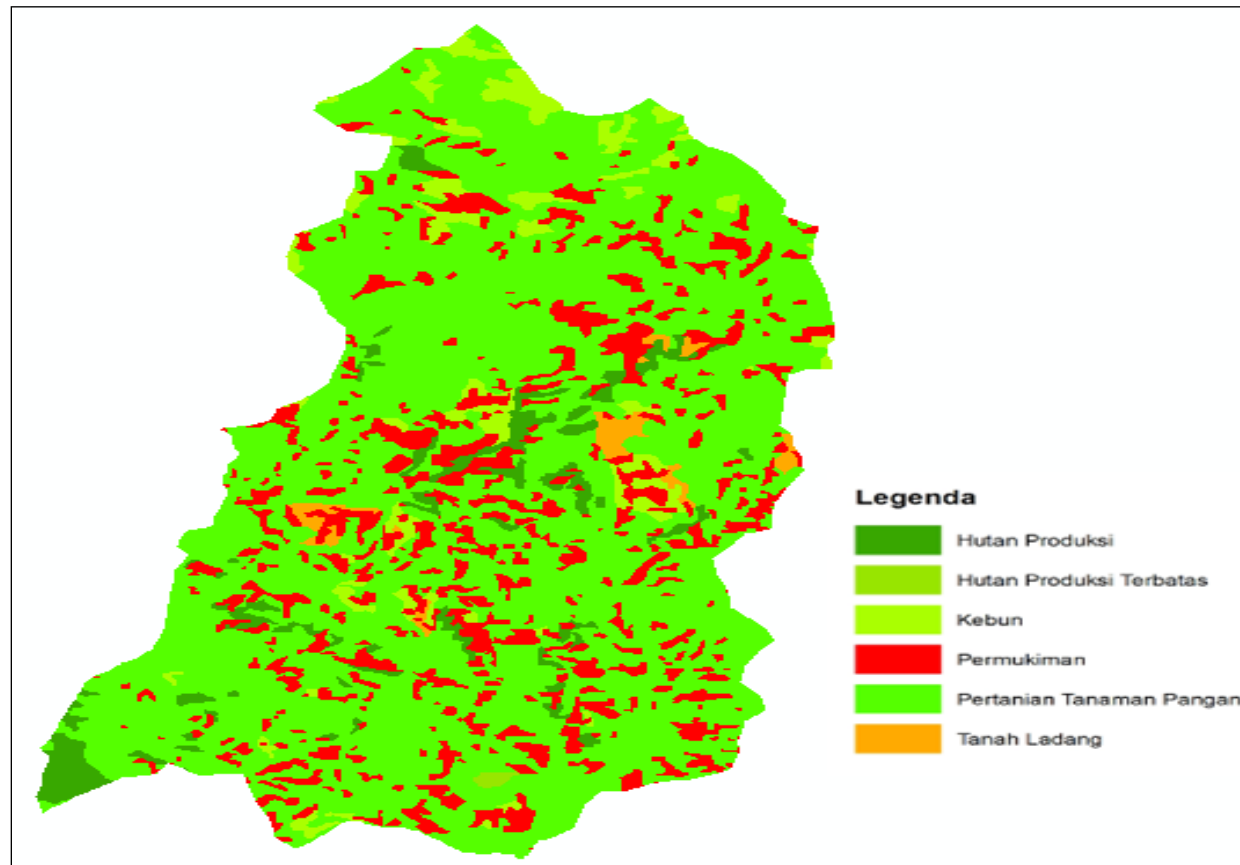 Legenda
Hutan Produksi
Hutan Produksi Terbatas
Kebun
Permukiman
Pertanian Tanaman Pangan
Tanah Ladang